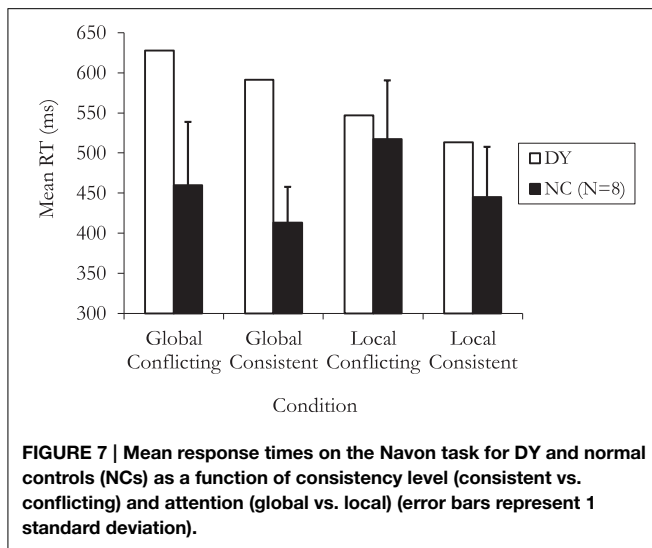 650
600
550
500
450
400
350
300
Mean RT (ms)
DY
NC (N=8)
Global Conflicting
Global Consistent
Local Conflicting
Local Consistent
Condition
FIGURE 7 | Mean response times on the Navon task for DY and normal
controls (NCs) as a function of consistency level (consistent vs.
conflicting) and attention (global vs. local) (error bars represent 1
standard deviation).